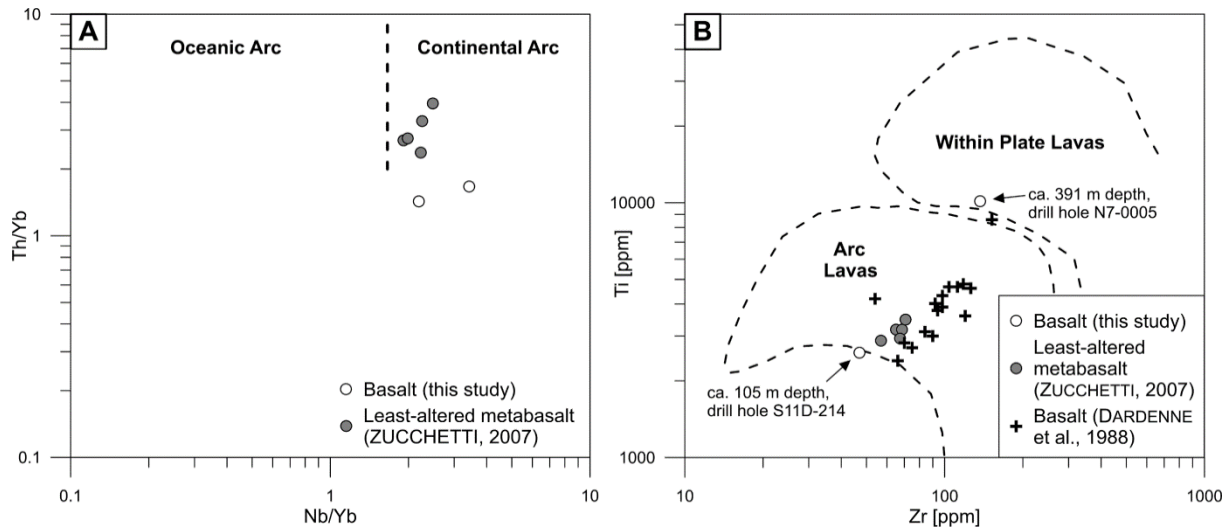 A
Oceanic Arc
Continental Arc
10
1
0.1
Th/Yb
Basalt (this study)
Least-altered metabasalt
(ZUCCHETTI, 2007)
0.1
1
10
Nb/Yb
B
Within Plate Lavas
ca. 391 m depth,
drill hole N7-0005
10000
1000
Ti [ppm]
Arc
Lavas
ca. 105 m depth,
drill hole S11D-214
Basalt (this study)
Least-altered
metabasalt
(ZUCCHETTI, 2007)
Basalt (DARDENNE
et al., 1988)
10
100
1000
Zr [ppm]